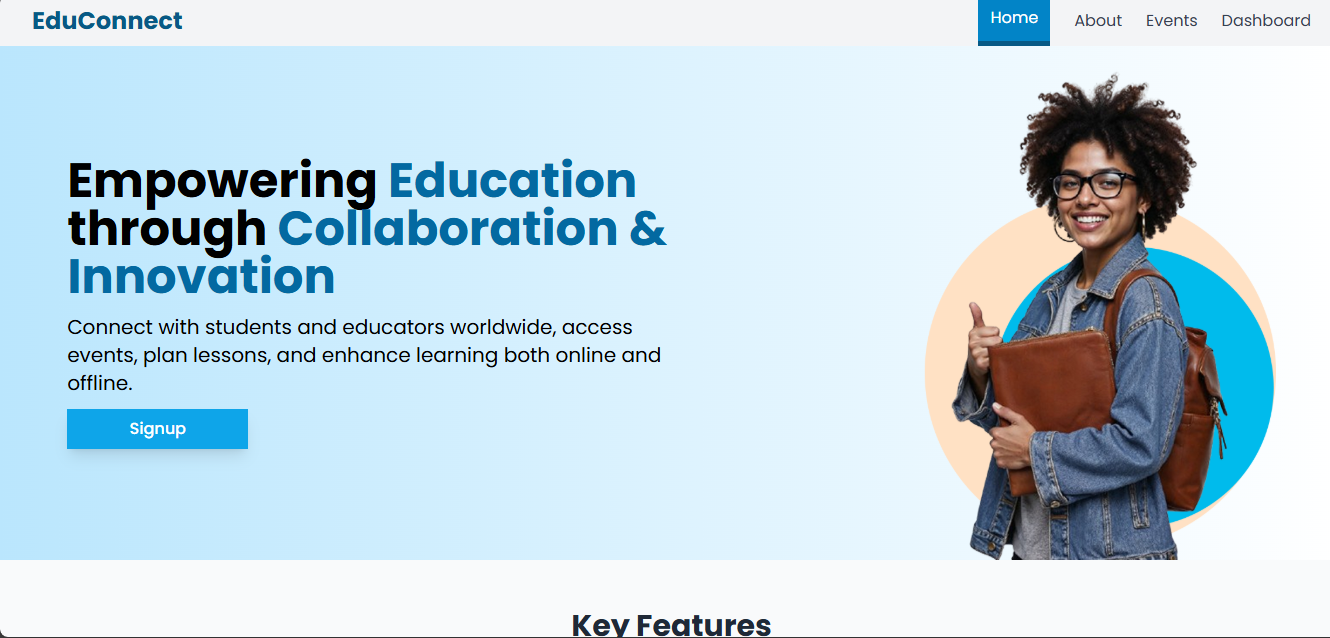 EduConnect
Home About Events Dashboard
Empowering Education
through Collaboration &
Innovation
Connect with students and educators worldwide, access
events, plan lessons, and enhance learning both online and
offline.
Signup
Key Features